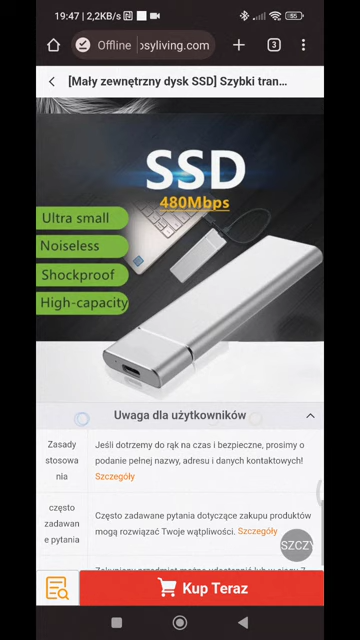 19:47 | 2,2KB/s
55
Offline
osyliving.com
3
[Mały zewnętrzny dysk SSD] Szybki tran...
SSD
480Mbps
Ultra small
Noiseless
Shockproof
High-capacity
Uwaga dla użytkowników
Zasady
stosowa
nia
Jeśli dotrzemy do rąk na czas i bezpieczne, prosimy o
podanie pełnej nazwy, adresu i danych kontaktowych!
Szczegóły
często
zadawan
e pytania
Często zadawane pytania dotyczące zakupu produktów
mogą rozwiązać Twoje wątpliwości. Szczegóły
SZCZY
Kup Teraz